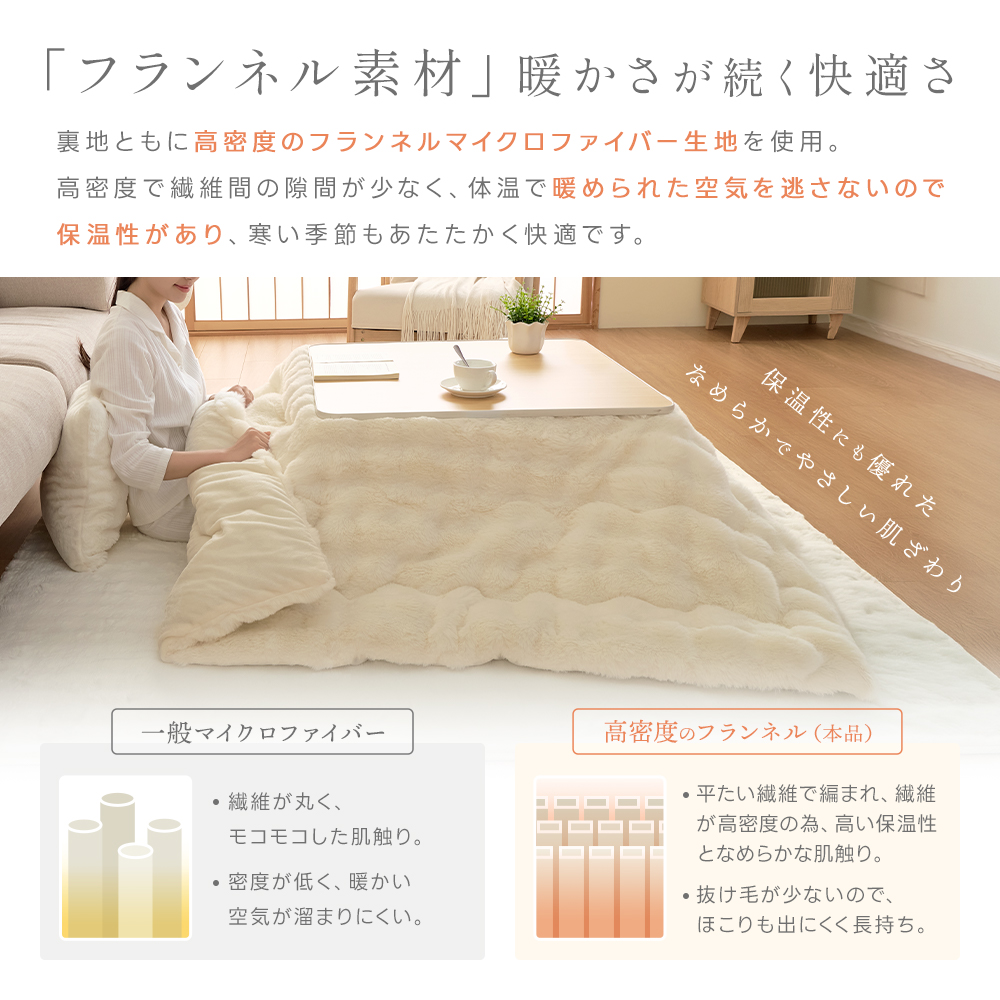 「フランネル素材」暖かさが続く快適さ
裏地ともに高密度のフランネルマイクロファイバー生地を使用。
高密度で繊維間の隙間が少なく、体温で暖められた空気を逃さないので
保温性があり、寒い季節もあたたかく快適です。
保温性にも優れた
なめらかでやさしい肌ざわり
一般マイクロファイバー
・繊維が丸く、
モコモコした肌触り。
・密度が低く、暖かい
空気が溜まりにくい。
高密度のフランネル（本品）
・平たい繊維で編まれ、繊維
が高密度の為、高い保温性
となめらかな肌触り。
・抜け毛が少ないので、
ほこりも出にくく長持ち。